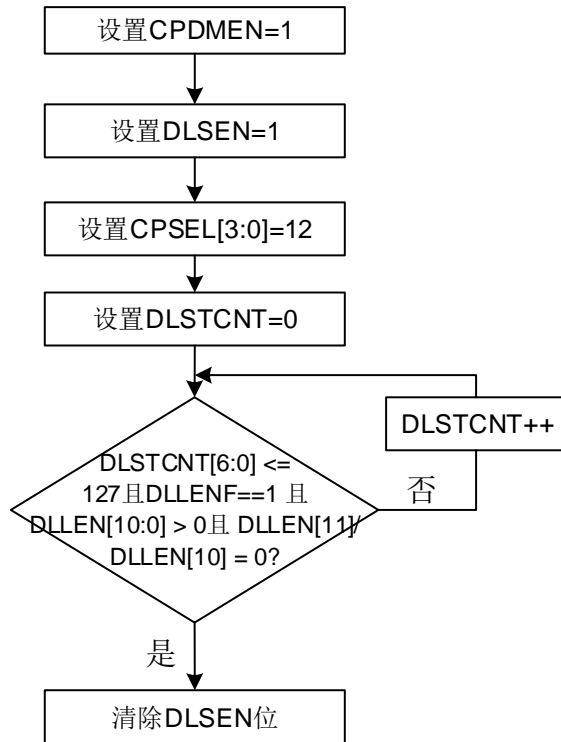 设置CPDMEN=1
设置DLSEN=1
设置CPSEL[3:0]=12
设置DLSTCNT=0
DLSTCNT++
DLSTCNT[6:0] <=
127且DLLENF==1 且
DLLEN[10:0] > 0且 DLLEN[11]/
DLLEN[10] = 0?
否
是
清除DLSEN位